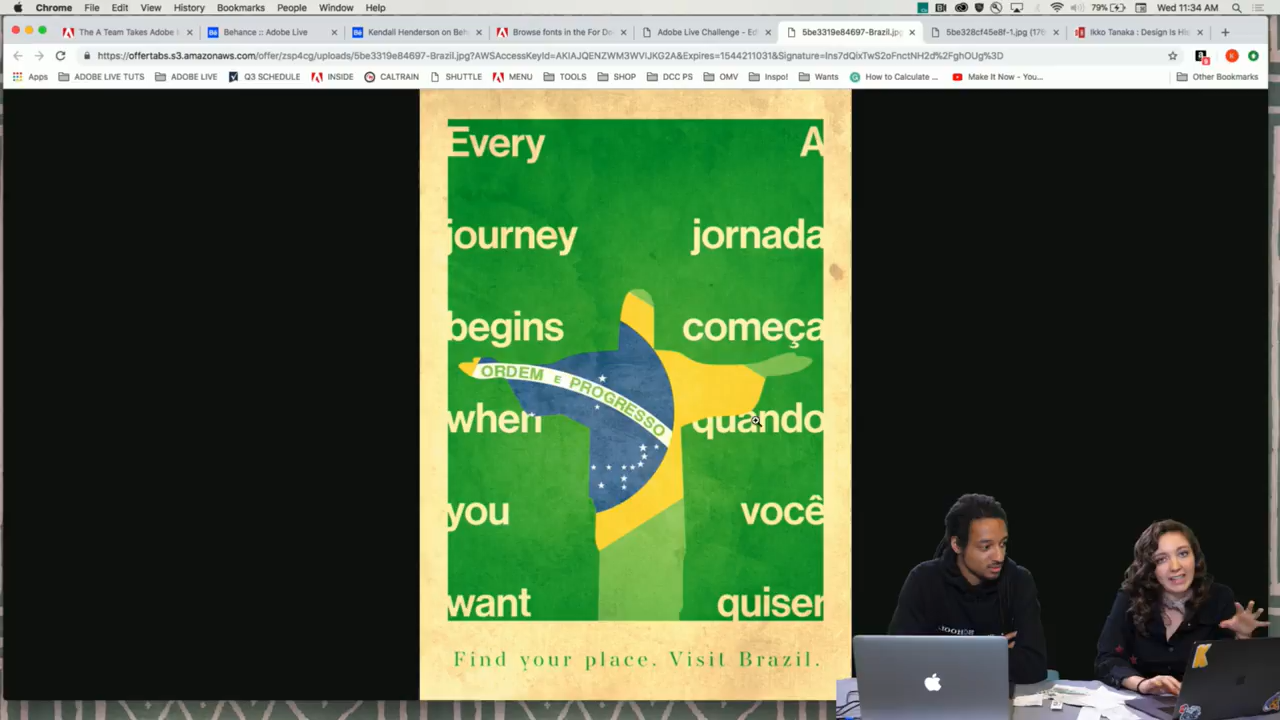 Chrome File Edit View History Bookmarks People Window Help
79% Wed 11:34 AM
The A Team Takes Adobe
Behance :: Adobe Live
Kendall Henderson on Beh
Browse fonts in the For Do
Adobe Live Challenge - Ed
5be3319e84697-Brazil.jpg
5be328cf45e8f-1.jpg (17
Ikko Tanaka: Design Is His
https://offertabs.s3.amazonaws.com/offer/zsp4cg/uploads/5be3319e84697-Brazil.jpg?AWSAccessKeyId=AKIAJQENZWM3WVIJKG2A&Expires=1544211031&Signature=Ins7dQixTwS2oFnctNH2d%2FghOUg%3D
Apps ADOBE LIVE TUTS ADOBE LIVE Q3 SCHEDULE INSIDE CALTRAIN SHUTTLE MENU TOOLS SHOP DCC PS OMV Inspo! Wants How to Calculate ... Make It Now - You... Other Bookmarks
Every A
journey jornada
begins começa
ORDEM E PROGRESSO
when quando
you você
want quiser
Find your place. Visit Brazil.